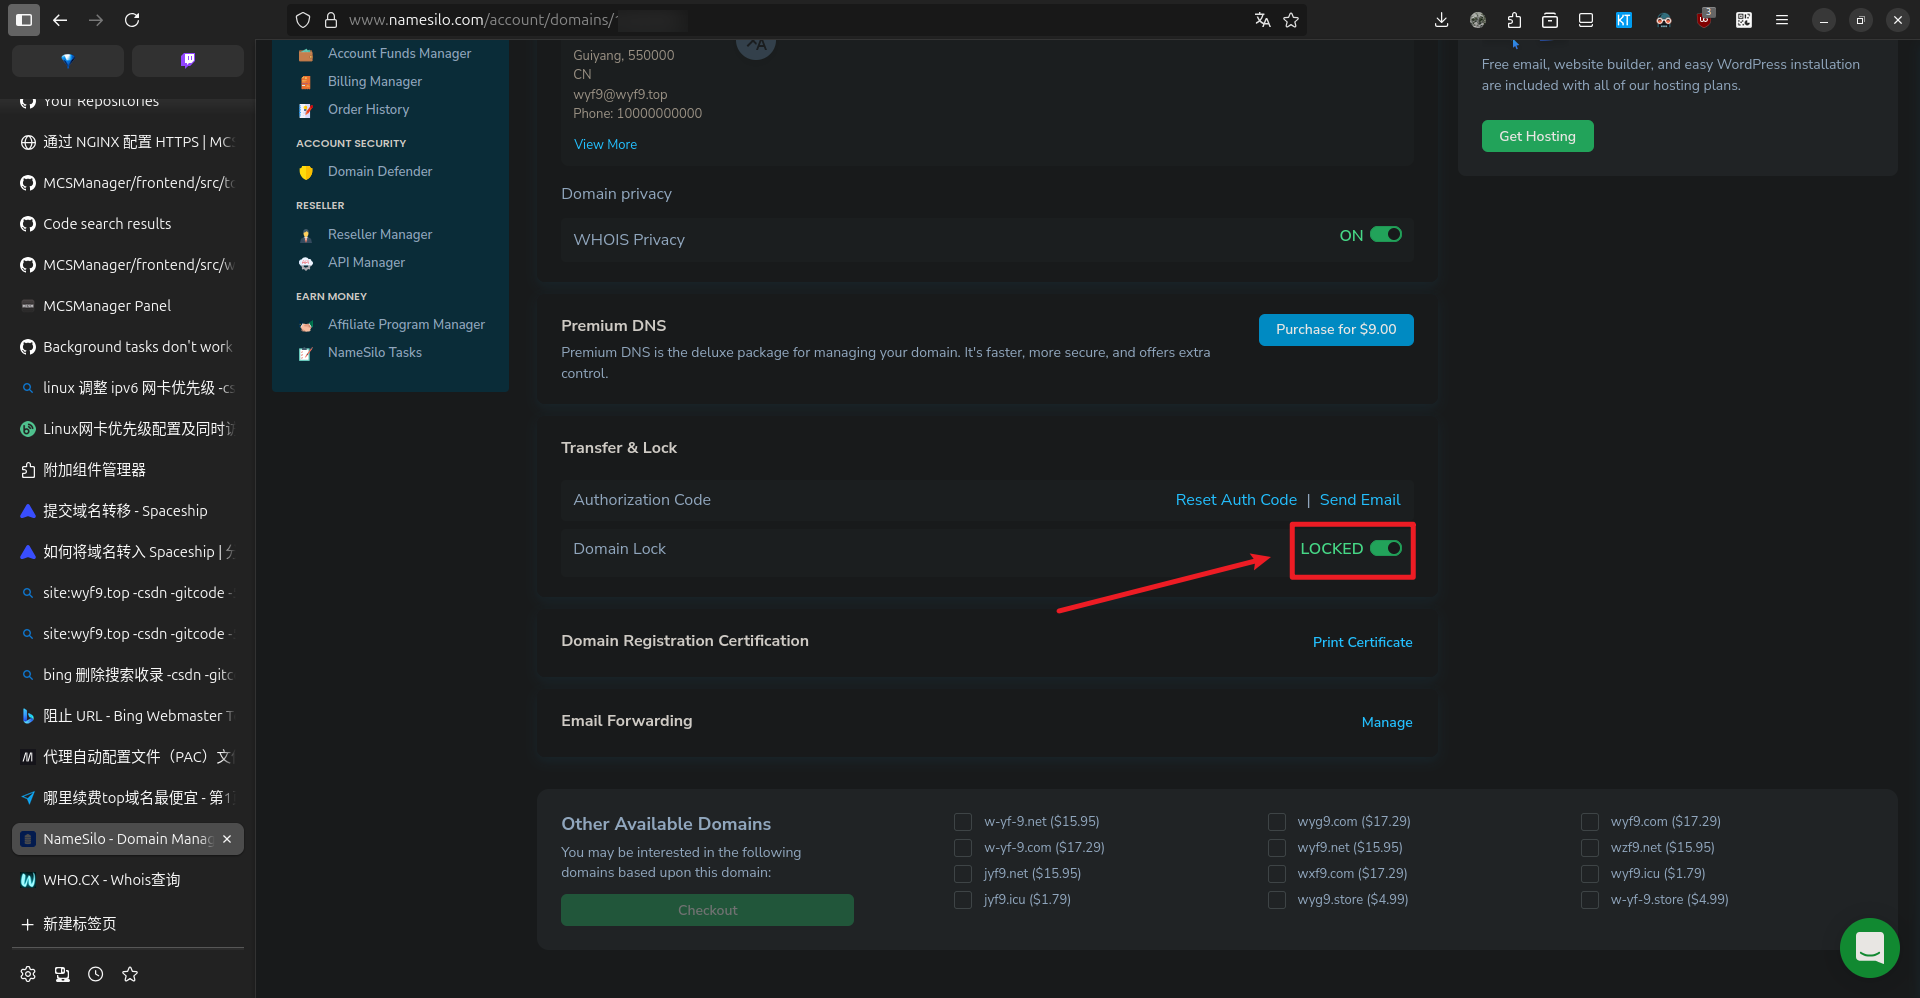 www.namesilo.com/account/domains/
3
Your Repositories
通过 NGINX 配置 HTTPS | MCS
MCSManager/frontend/src/to
Code search results
MCSManager/frontend/src/w
MCSManager Panel
Background tasks don't work
linux 调整 ipv6 网卡优先级 -cs
Linux网卡优先级配置及同时访
附加组件管理器
提交域名转移 - Spaceship
如何将域名转入 Spaceship | 分
site:wyf9.top -csdn -gitcode -
site:wyf9.top -csdn -gitcode -
bing 删除搜索收录 -csdn -gitc
阻止 URL - Bing Webmaster T
代理自动配置文件（PAC）文
哪里续费top域名最便宜 - 第1
NameSilo - Domain Manag
WHO.CX - Whois查询
新建标签页
Account Funds Manager
Billing Manager
Order History
ACCOUNT SECURITY
Domain Defender
RESELLER
Reseller Manager
API Manager
EARN MONEY
Affiliate Program Manager
NameSilo Tasks
Guiyang, 550000
CN
wyf9@wyf9.top
Phone: 10000000000
View More
Domain privacy
WHOIS Privacy
ON
Premium DNS
Premium DNS is the deluxe package for managing your domain. It's faster, more secure, and offers extra
control.
Purchase for $9.00
Transfer & Lock
Authorization Code
Reset Auth Code | Send Email
Domain Lock
LOCKED
Domain Registration Certification
Print Certificate
Email Forwarding
Manage
Free email, website builder, and easy WordPress installation
are included with all of our hosting plans.
Get Hosting
Other Available Domains
You may be interested in the following
domains based upon this domain:
Checkout
w-yf-9.net ($15.95)
w-yf-9.com ($17.29)
jyf9.net ($15.95)
jyf9.icu ($1.79)
wyg9.com ($17.29)
wyf9.net ($15.95)
wxf9.com ($17.29)
wyg9.store ($4.99)
wyf9.com ($17.29)
wzf9.net ($15.95)
wyf9.icu ($1.79)
w-yf-9.store ($4.99)